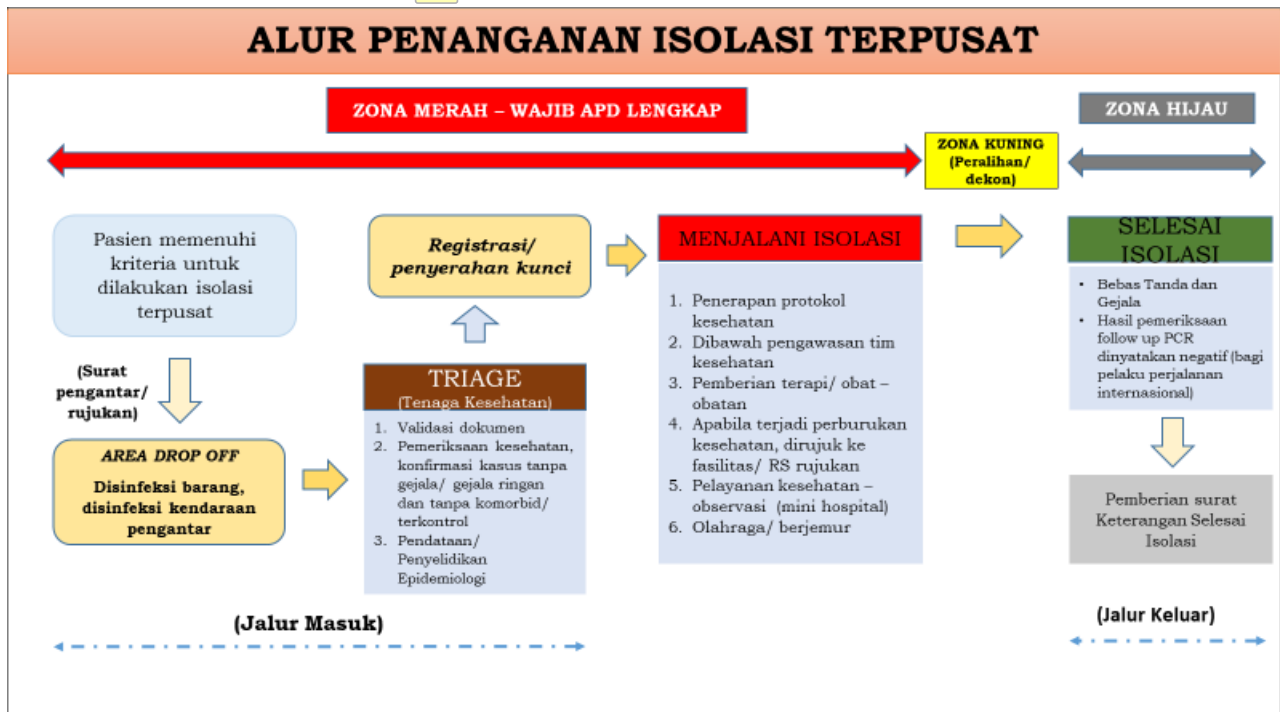 ALUR PENANGANAN ISOLASI TERPUSAT
ZONA MERAH – WAJIB APD LENGKAP
ZONA KUNING
(Peralihan/
dekon)
ZONA HIJAU
Pasien memenuhi
kriteria untuk
dilakukan isolasi
terpusat
(Surat
pengantar/
rujukan)
AREA DROP OFF
Disinfeksi barang,
disinfeksi kendaraan
pengantar
Registrasi/
penyerahan kunci
TRIAGE
(Tenaga Kesehatan)
1. Validasi dokumen
2. Pemeriksaan kesehatan,
konfirmasi kasus tanpa
gejala/ gejala ringan
dan tanpa komorbid/
terkontrol
3. Pendataan/
Penyelidikan
Epidemiologi
(Jalur Masuk)
MENJALANI ISOLASI
1. Penerapan protokol
kesehatan
2. Dibawah pengawasan tim
kesehatan
3. Pemberian terapi/ obat –
obatan
4. Apabila terjadi perburukan
kesehatan, dirujuk ke
fasilitas/ RS rujukan
5. Pelayanan kesehatan –
observasi (mini hospital)
6. Olahraga/ berjemur
SELESAI
ISOLASI
• Bebas Tanda dan
Gejala
• Hasil pemeriksaan
follow up PCR
dinyatakan negatif (bagi
pelaku perjalanan
internasional)
Pemberian surat
Keterangan Selesai
Isolasi
(Jalur Keluar)